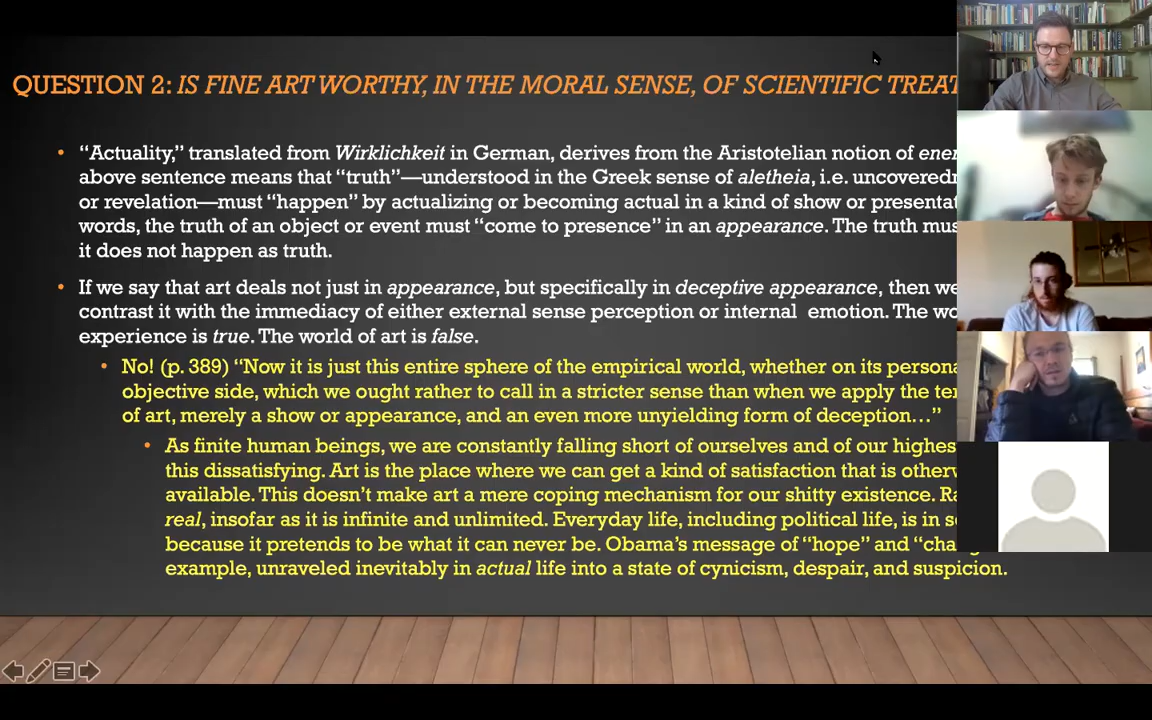 QUESTION 2: IS FINE ART WORTHY, IN THE MORAL SENSE, OF SCIENTIFIC
“Actuality,” translated from Wirklichkeit in German, derives from the Aristotelian notion of
above sentence means that “truth”—understood in the Greek sense of aletheia, i.e.
or revelation—must “happen” by actualizing or becoming actual in a kind of show or
words, the truth of an object or event must “come to presence” in an appearance. The truth
it does not happen as truth.
If we say that art deals not just in appearance, but specifically in deceptive appearance, then
contrast it with the immediacy of either external sense perception or internal emotion. The
experience is true. The world of art is false.
No! (p. 389) “Now it is just this entire sphere of the empirical world, whether on its
objective side, which we ought rather to call in a stricter sense than when we apply the
of art, merely a show or appearance, and an even more unyielding form of deception…”
As finite human beings, we are constantly falling short of ourselves and of our
this dissatisfying. Art is the place where we can get a kind of satisfaction that is
available. This doesn’t make art a mere coping mechanism for our shitty existence.
real, insofar as it is infinite and unlimited. Everyday life, including political life, is in
because it pretends to be what it can never be. Obama’s message of “hope” and
example, unraveled inevitably in actual life into a state of cynicism, despair, and suspicion.